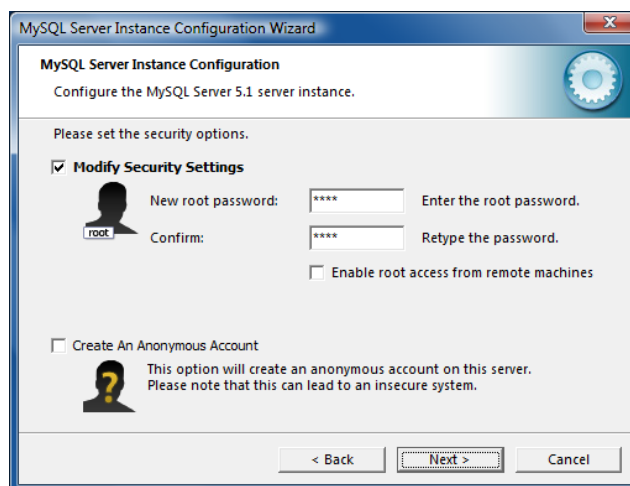 MySQL Server Instance Configuration Wizard
MySQL Server Instance Configuration
Configure the MySQL Server 5.1 server instance.
Please set the security options.
Modify Security Settings
root
New root password: **** Enter the root password.
Confirm: **** Retype the password.
Enable root access from remote machines
Create An Anonymous Account
This option will create an anonymous account on this server.
Please note that this can lead to an insecure system.
< Back Next > Cancel